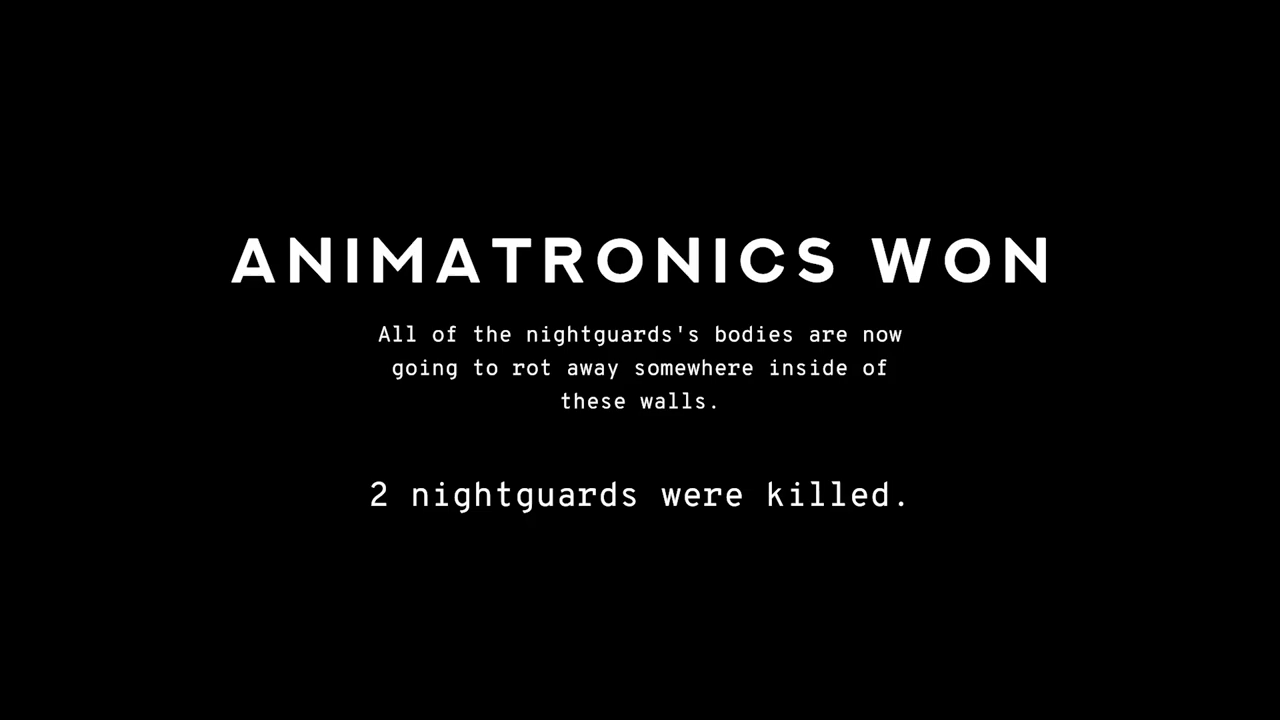 ANIMATRONICS WON
All of the nightguards's bodies are now
going to rot away somewhere inside of
these walls.
2 nightguards were killed.